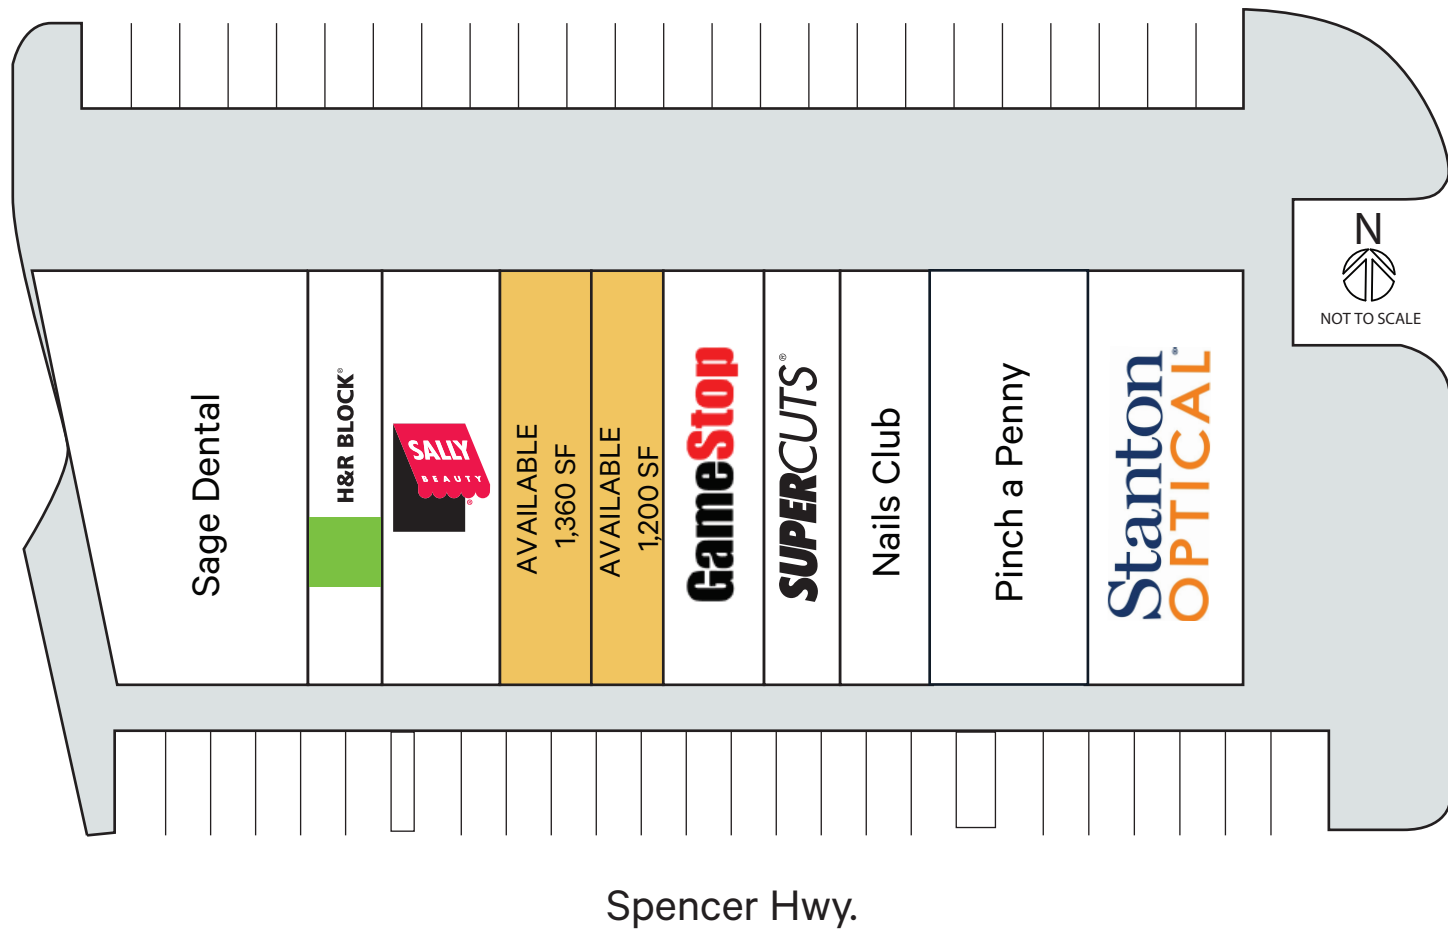 N
NOT TO SCALE
Sage Dental
H&R BLOCK®
SALLY
BEAUTY
®
AVAILABLE
1,360 SF
AVAILABLE
1,200 SF
GameStop
SUPERCUTS®
Nails Club
Pinch a Penny
Stanton
OPTICAL®
Spencer Hwy.